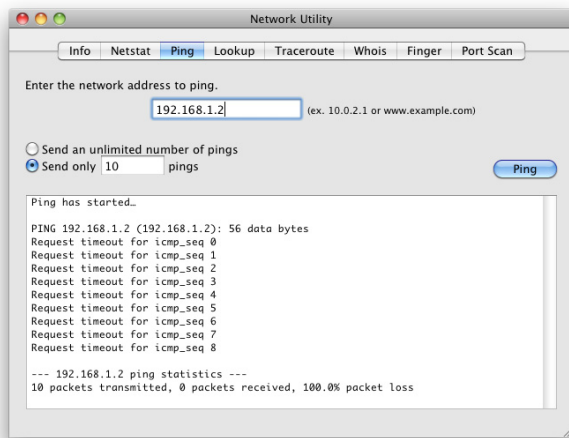 Network Utility
Info Netstat Ping Lookup Traceroute Whois Finger Port Scan
Enter the network address to ping.
192.168.1.2 (ex. 10.0.2.1 or www.example.com)
Send an unlimited number of pings
Send only 10 pings
Ping
Ping has started…
PING 192.168.1.2 (192.168.1.2): 56 data bytes
Request timeout for icmp_seq 0
Request timeout for icmp_seq 1
Request timeout for icmp_seq 2
Request timeout for icmp_seq 3
Request timeout for icmp_seq 4
Request timeout for icmp_seq 5
Request timeout for icmp_seq 6
Request timeout for icmp_seq 7
Request timeout for icmp_seq 8
--- 192.168.1.2 ping statistics ---
10 packets transmitted, 0 packets received, 100.0% packet loss